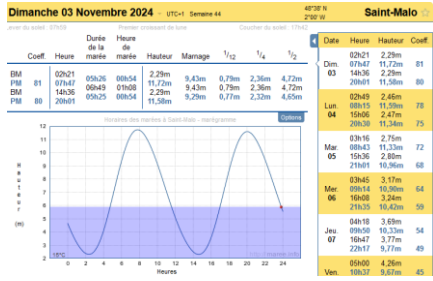 Dimanche 03 Novembre 2024 - UTC+1 Semaine 44 48°38' N 2°00' W Saint-Malo
Lever du soleil : 07h59 Premier croissant de lune Coucher du soleil : 17h42
Coeff. Heure Durée de la marée Heure de marée Hauteur Marnage 1/12 1/4 1/2
BM 02h21 2,29m
PM 81 07h47 05h26 00h54 11,72m 9,43m 0,79m 2,36m 4,72m
BM 14h36 06h49 01h08 2,29m 9,43m 0,79m 2,36m 4,72m
PM 80 20h01 05h25 00h54 11,58m 9,29m 0,77m 2,32m 4,65m
Horaires des marées à Saint-Malo - marégramme
Options
Hauteur (m)
12
11
10
9
8
7
6
5
4
3
2
15°C
0 2 4 6 8 10 12 14 16 18 20 22 24
Heures
Date Heure Hauteur Coeff.
02h21 2,29m
Dim. 07h47 11,72m 81
03 14h36 2,29m
20h01 11,58m 80
02h49 2,46m
Lun. 08h15 11,59m 78
04 15h06 2,47m
20h30 11,34m 75
03h16 2,75m
Mar. 08h43 11,33m 72
05 15h36 2,80m
21h01 10,96m 68
03h45 3,17m
Mer. 09h14 10,98m 64
06 16h08 3,24m
21h35 10,42m 59
04h18 3,69m
Jeu. 09h50 10,33m 54
07 16h47 3,77m
22h17 9,77m 49
05h00 4,26m
Ven. 10h37 9,67m 45